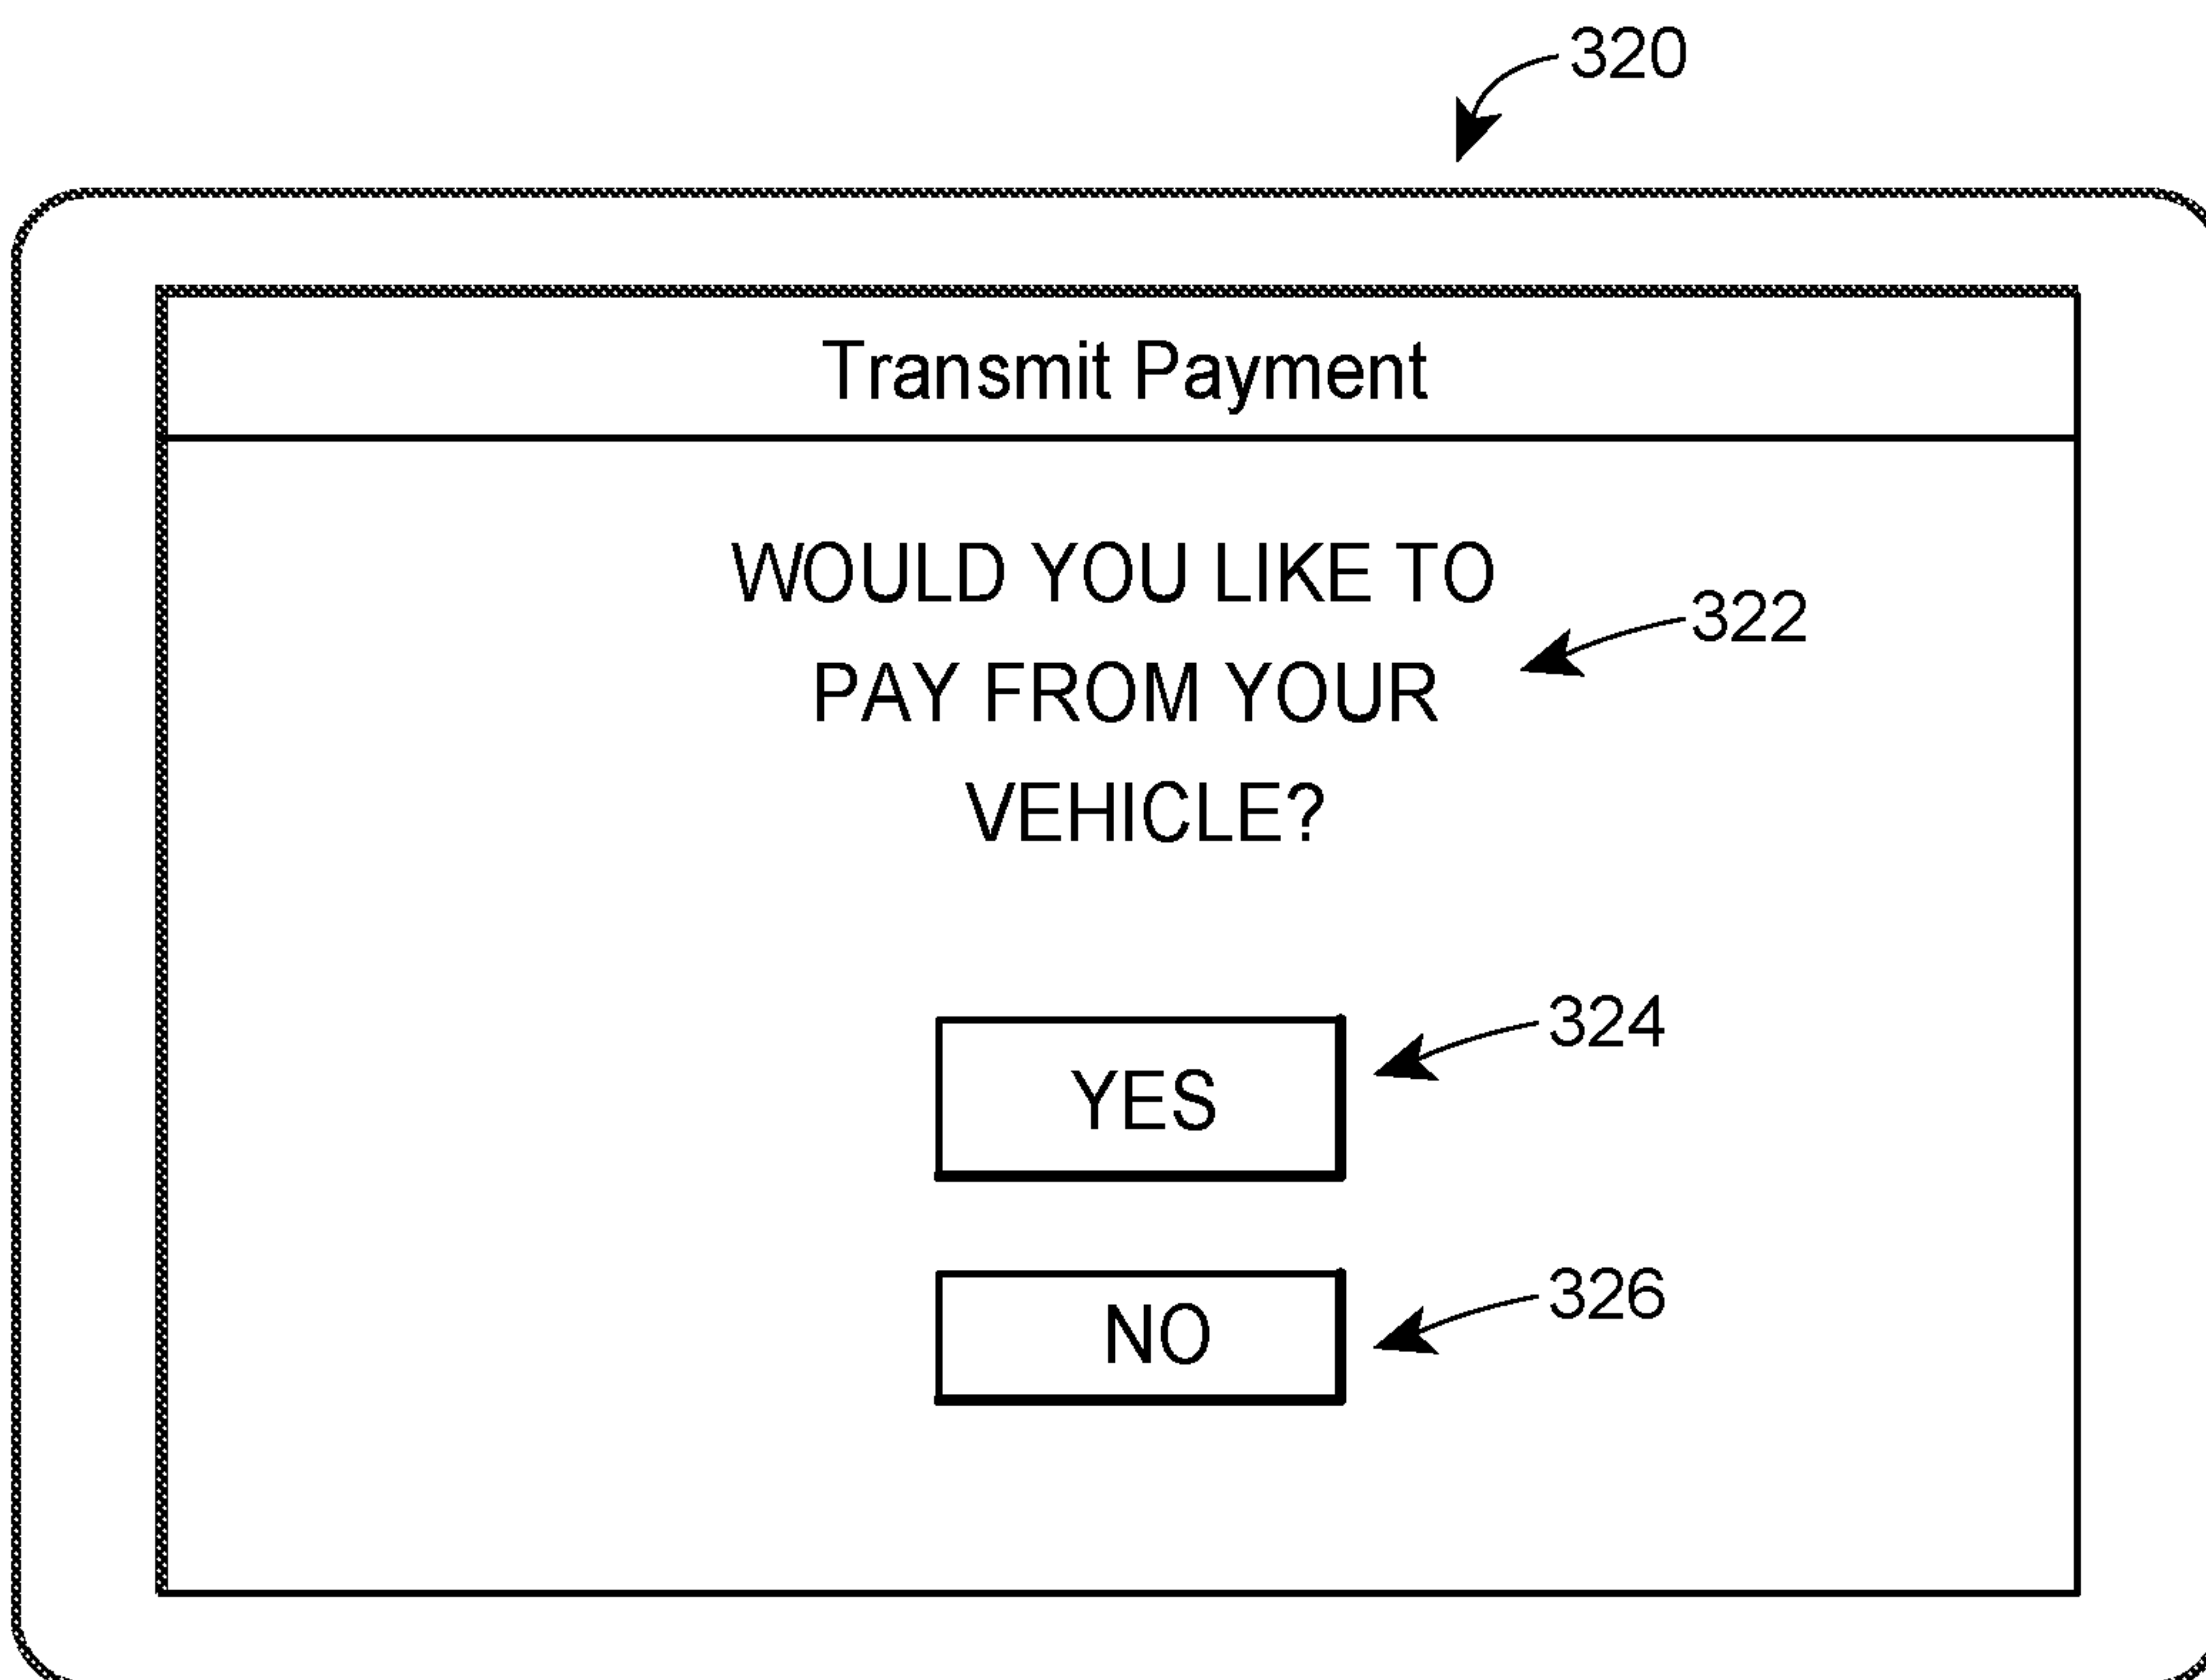 320
Transmit Payment
WOULD YOU LIKE TO
322
PAY FROM YOUR
VEHICLE?
324
YES
326
NO